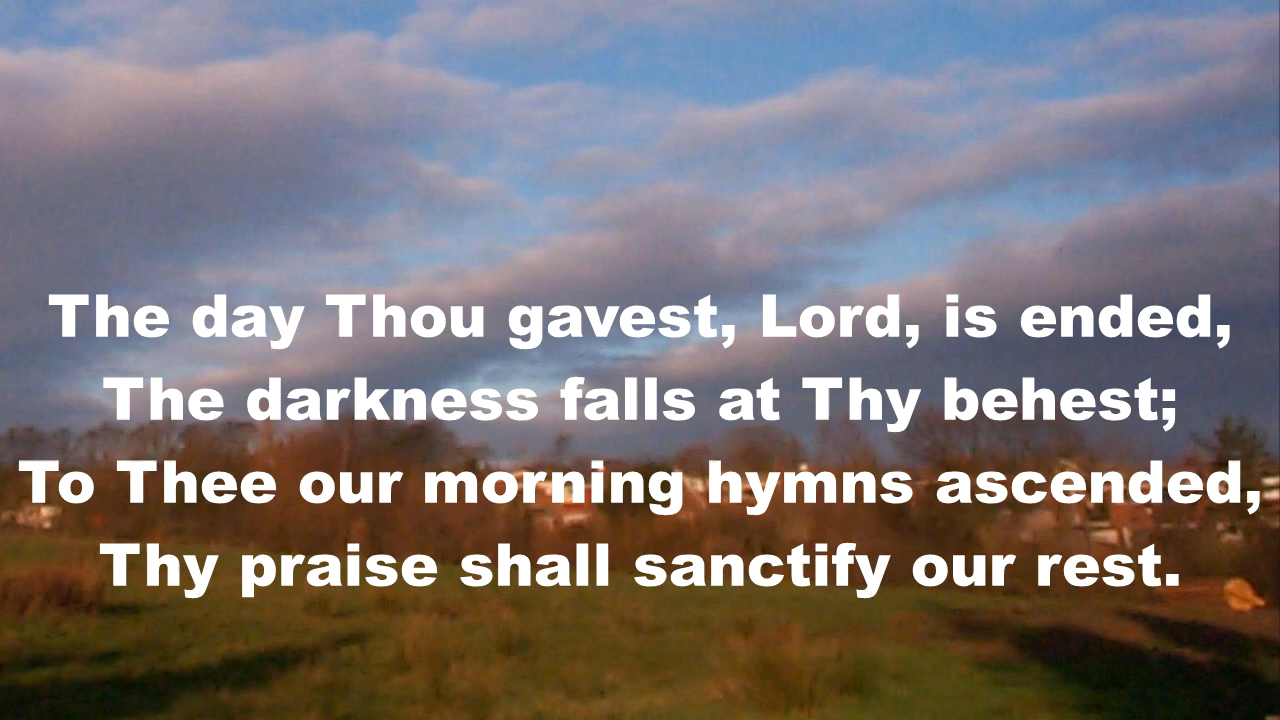 The day Thou gavest, Lord, is ended,
The darkness falls at Thy behest;
To Thee our morning hymns ascended,
Thy praise shall sanctify our rest.